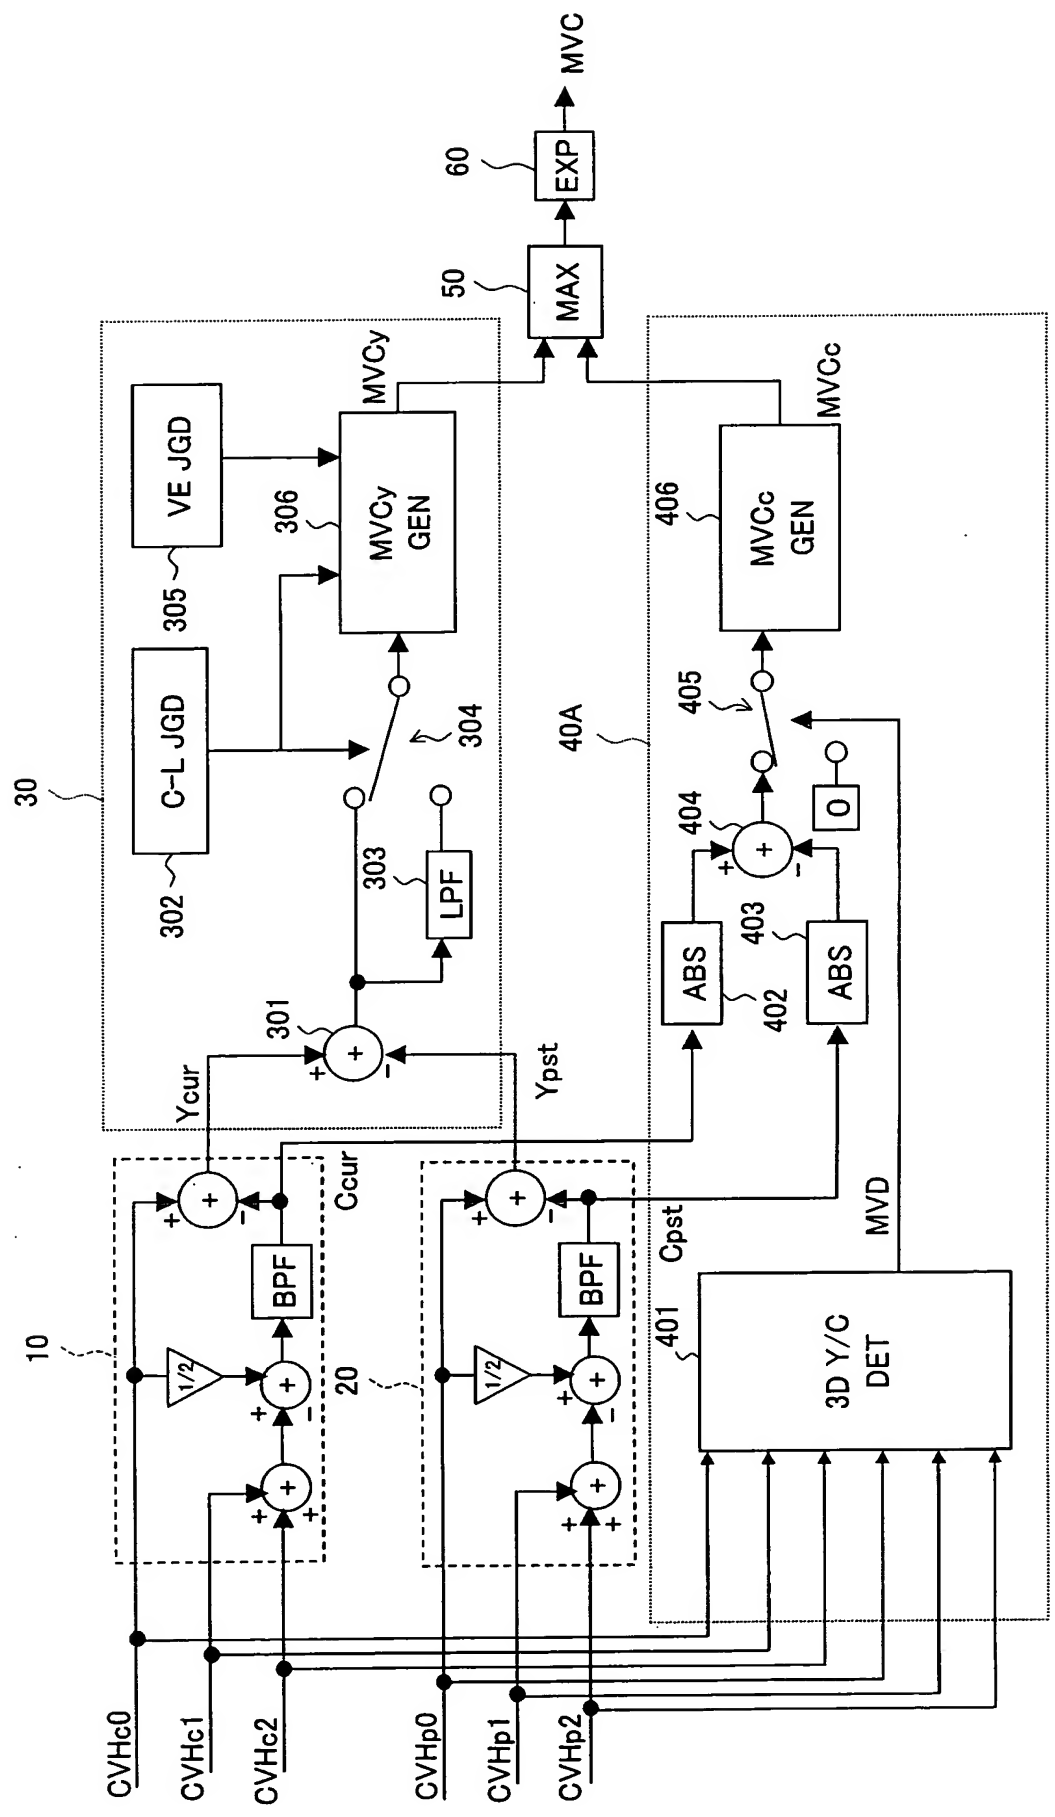 CVHc0
CVHc1
CVHc2
CVHp0
CVHp1
CVHp2
10
1/2
+
+
+
+
+
−
BPF
+
+
−
Ycur
Ccur
20
1/2
+
+
+
+
+
−
BPF
+
+
−
Ypst
Cpst
30
301
+
+
−
302
C-L JGD
303
LPF
304
305
VE JGD
306
MVCy
GEN
MVCy
40A
401
3D Y/C
DET
MVD
402
ABS
403
ABS
404
+
+
−
0
405
406
MVCc
GEN
MVCc
50
MAX
60
EXP
MVC